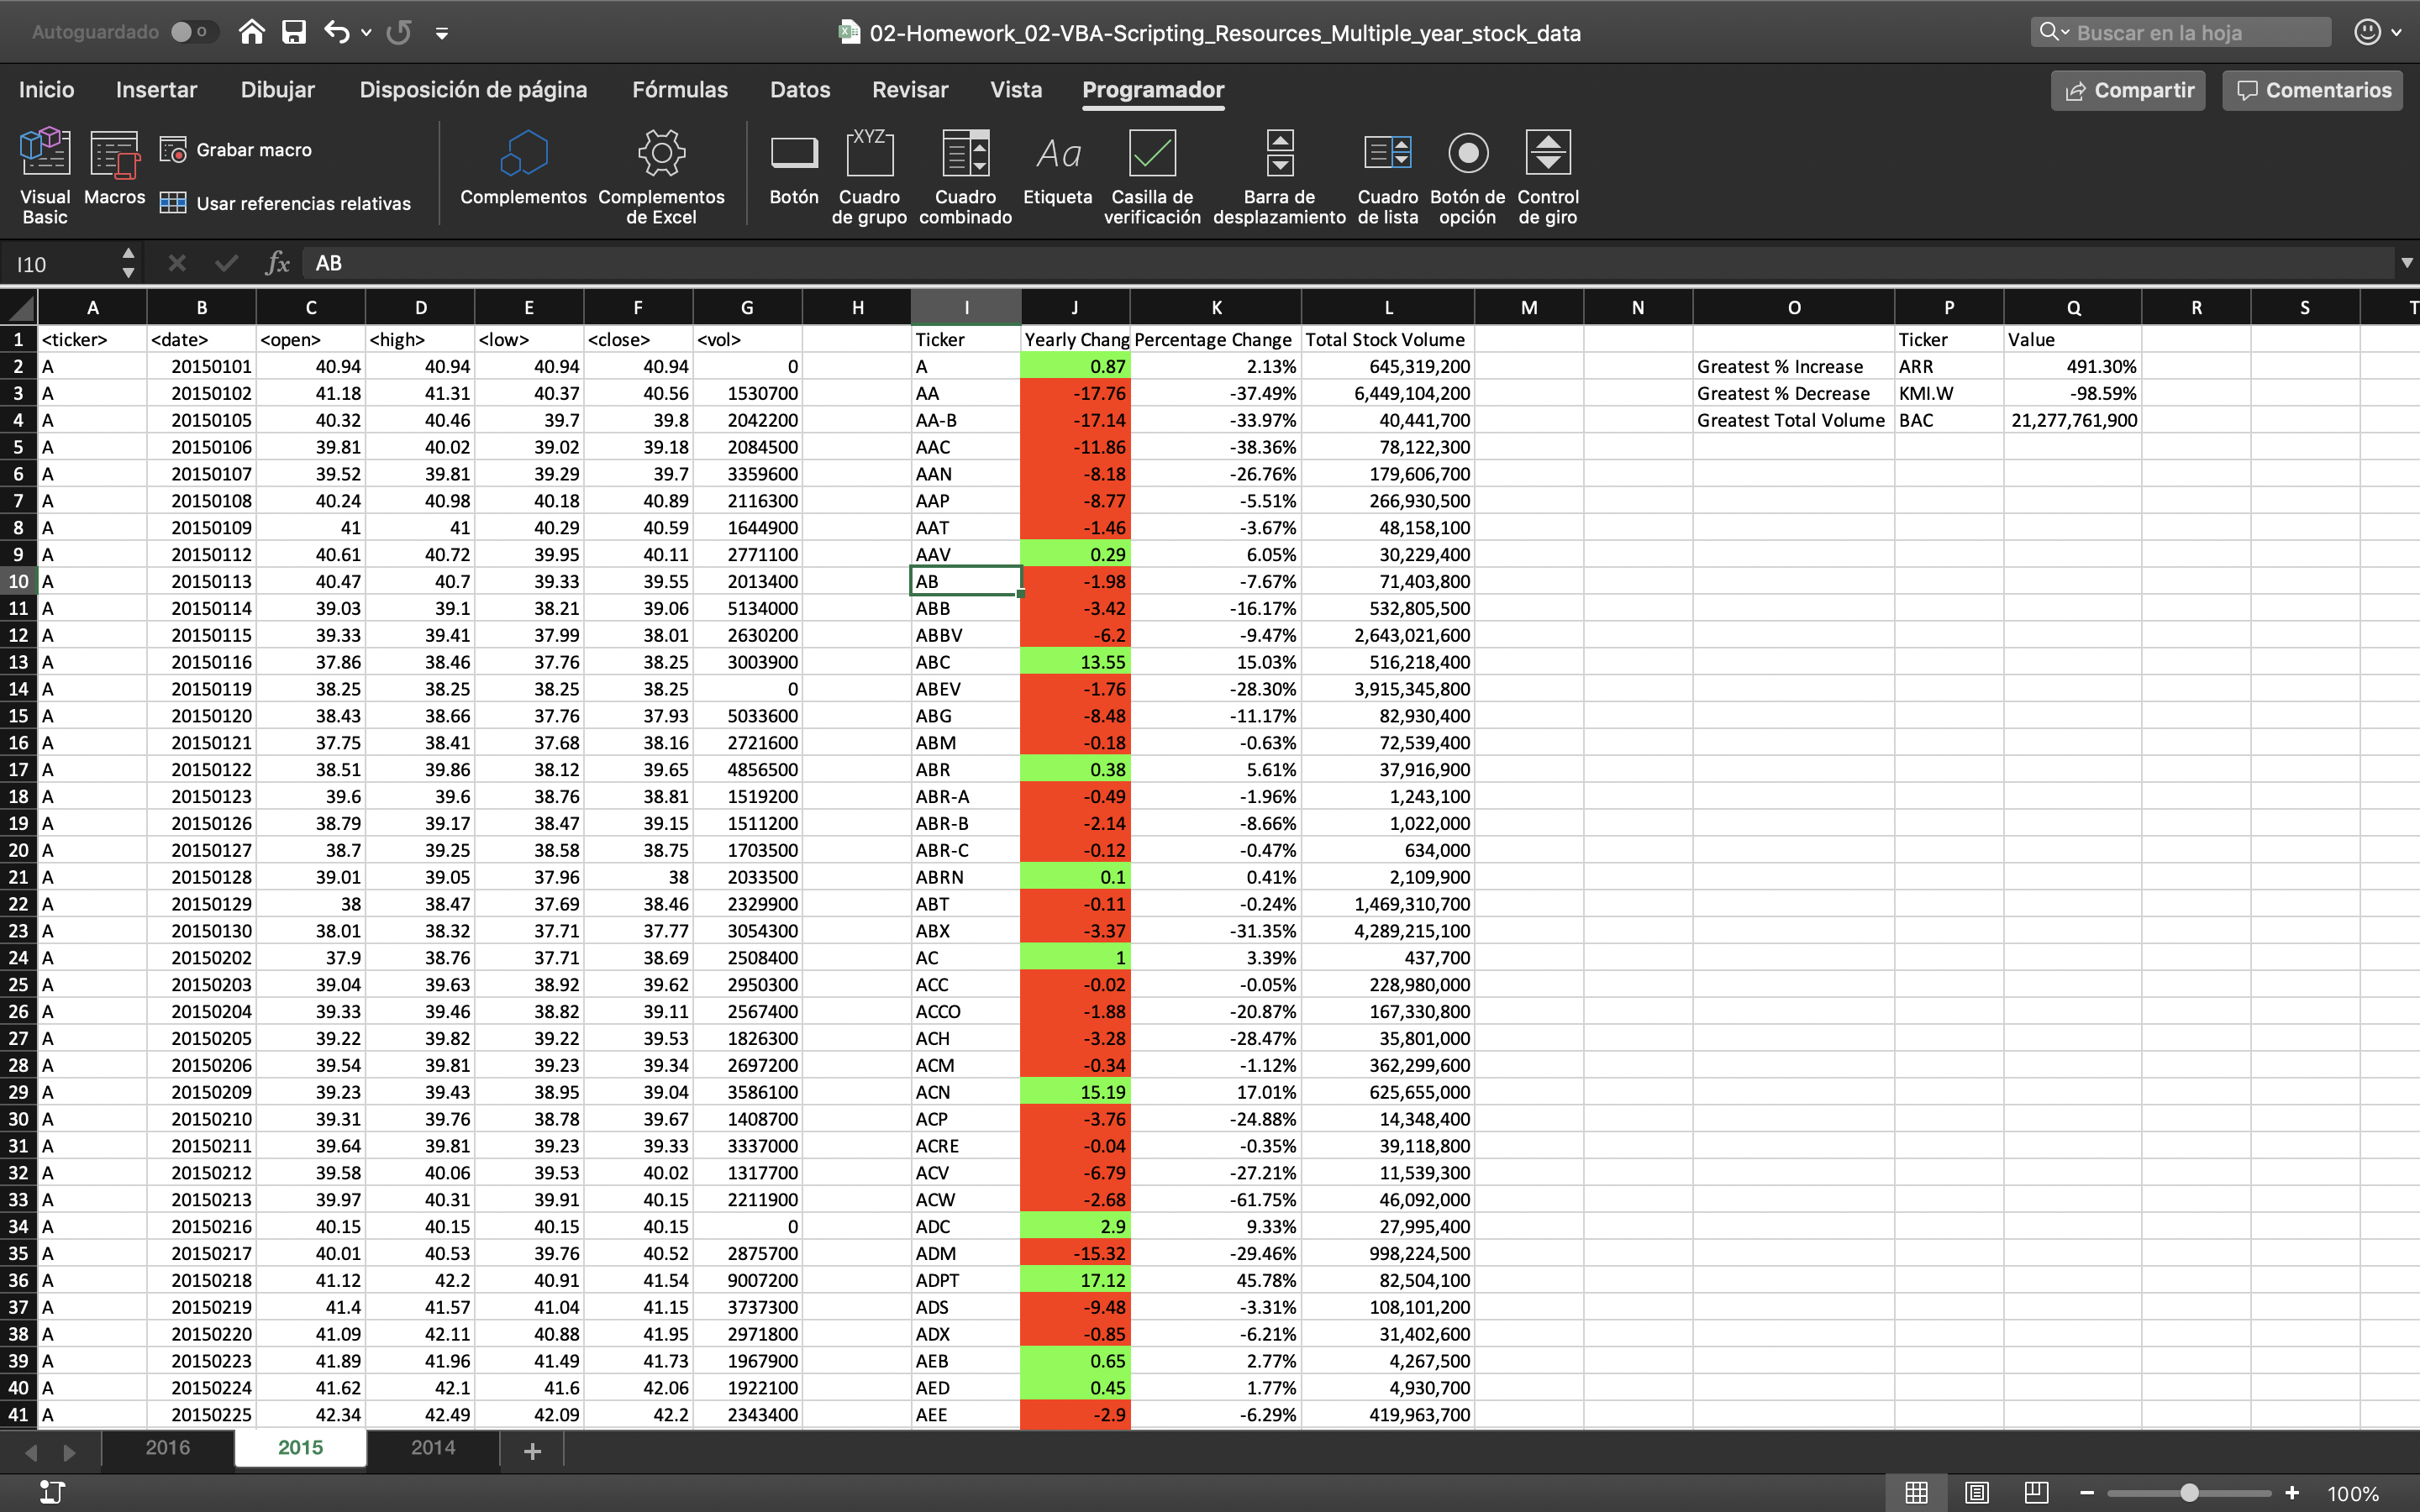 Autoguardado
02-Homework_02-VBA-Scripting_Resources_Multiple_year_stock_data
Buscar en la hoja
Inicio Insertar Dibujar Disposición de página Fórmulas Datos Revisar Vista Programador Compartir Comentarios
Visual Basic
Macros
Grabar macro
Usar referencias relativas
Complementos
Complementos de Excel
Botón
Cuadro de grupo
Cuadro combinado
Etiqueta
Casilla de verificación
Barra de desplazamiento
Cuadro de lista
Botón de opción
Control de giro
I10 fx AB
A B C D E F G H I J K L M N O P Q R S T
1 <ticker> <date> <open> <high> <low> <close> <vol> Ticker Yearly Chang Percentage Change Total Stock Volume Ticker Value
2 A 20150101 40.94 40.94 40.94 40.94 0 A 0.87 2.13% 645,319,200 Greatest % Increase ARR 491.30%
3 A 20150102 41.18 41.31 40.37 40.56 1530700 AA -17.76 -37.49% 6,449,104,200 Greatest % Decrease KMI.W -98.59%
4 A 20150105 40.32 40.46 39.7 39.8 2042200 AA-B -17.14 -33.97% 40,441,700 Greatest Total Volume BAC 21,277,761,900
5 A 20150106 39.81 40.02 39.02 39.18 2084500 AAC -11.86 -38.36% 78,122,300
6 A 20150107 39.52 39.81 39.29 39.7 3359600 AAN -8.18 -26.76% 179,606,700
7 A 20150108 40.24 40.98 40.18 40.89 2116300 AAP -8.77 -5.51% 266,930,500
8 A 20150109 41 41 40.29 40.59 1644900 AAT -1.46 -3.67% 48,158,100
9 A 20150112 40.61 40.72 39.95 40.11 2771100 AAV 0.29 6.05% 30,229,400
10 A 20150113 40.47 40.7 39.33 39.55 2013400 AB -1.98 -7.67% 71,403,800
11 A 20150114 39.03 39.1 38.21 39.06 5134000 ABB -3.42 -16.17% 532,805,500
12 A 20150115 39.33 39.41 37.99 38.01 2630200 ABBV -6.2 -9.47% 2,643,021,600
13 A 20150116 37.86 38.46 37.76 38.25 3003900 ABC 13.55 15.03% 516,218,400
14 A 20150119 38.25 38.25 38.25 38.25 0 ABEV -1.76 -28.30% 3,915,345,800
15 A 20150120 38.43 38.66 37.76 37.93 5033600 ABG -8.48 -11.17% 82,930,400
16 A 20150121 37.75 38.41 37.68 38.16 2721600 ABM -0.18 -0.63% 72,539,400
17 A 20150122 38.51 39.86 38.12 39.65 4856500 ABR 0.38 5.61% 37,916,900
18 A 20150123 39.6 39.6 38.76 38.81 1519200 ABR-A -0.49 -1.96% 1,243,100
19 A 20150126 38.79 39.17 38.47 39.15 1511200 ABR-B -2.14 -8.66% 1,022,000
20 A 20150127 38.7 39.25 38.58 38.75 1703500 ABR-C -0.12 -0.47% 634,000
21 A 20150128 39.01 39.05 37.96 38 2033500 ABRN 0.1 0.41% 2,109,900
22 A 20150129 38 38.47 37.69 38.46 2329900 ABT -0.11 -0.24% 1,469,310,700
23 A 20150130 38.01 38.32 37.71 37.77 3054300 ABX -3.37 -31.35% 4,289,215,100
24 A 20150202 37.9 38.76 37.71 38.69 2508400 AC 1 3.39% 437,700
25 A 20150203 39.04 39.63 38.92 39.62 2950300 ACC -0.02 -0.05% 228,980,000
26 A 20150204 39.33 39.46 38.82 39.11 2567400 ACCO -1.88 -20.87% 167,330,800
27 A 20150205 39.22 39.82 39.22 39.53 1826300 ACH -3.28 -28.47% 35,801,000
28 A 20150206 39.54 39.81 39.23 39.34 2697200 ACM -0.34 -1.12% 362,299,600
29 A 20150209 39.23 39.43 38.95 39.04 3586100 ACN 15.19 17.01% 625,655,000
30 A 20150210 39.31 39.76 38.78 39.67 1408700 ACP -3.76 -24.88% 14,348,400
31 A 20150211 39.64 39.81 39.23 39.33 3337000 ACRE -0.04 -0.35% 39,118,800
32 A 20150212 39.58 40.06 39.53 40.02 1317700 ACV -6.79 -27.21% 11,539,300
33 A 20150213 39.97 40.31 39.91 40.15 2211900 ACW -2.68 -61.75% 46,092,000
34 A 20150216 40.15 40.15 40.15 40.15 0 ADC 2.9 9.33% 27,995,400
35 A 20150217 40.01 40.53 39.76 40.52 2875700 ADM -15.32 -29.46% 998,224,500
36 A 20150218 41.12 42.2 40.91 41.54 9007200 ADPT 17.12 45.78% 82,504,100
37 A 20150219 41.4 41.57 41.04 41.15 3737300 ADS -9.48 -3.31% 108,101,200
38 A 20150220 41.09 42.11 40.88 41.95 2971800 ADX -0.85 -6.21% 31,402,600
39 A 20150223 41.89 41.96 41.49 41.73 1967900 AEB 0.65 2.77% 4,267,500
40 A 20150224 41.62 42.1 41.6 42.06 1922100 AED 0.45 1.77% 4,930,700
41 A 20150225 42.34 42.49 42.09 42.2 2343400 AEE -2.9 -6.29% 419,963,700
2016 2015 2014 +
100%